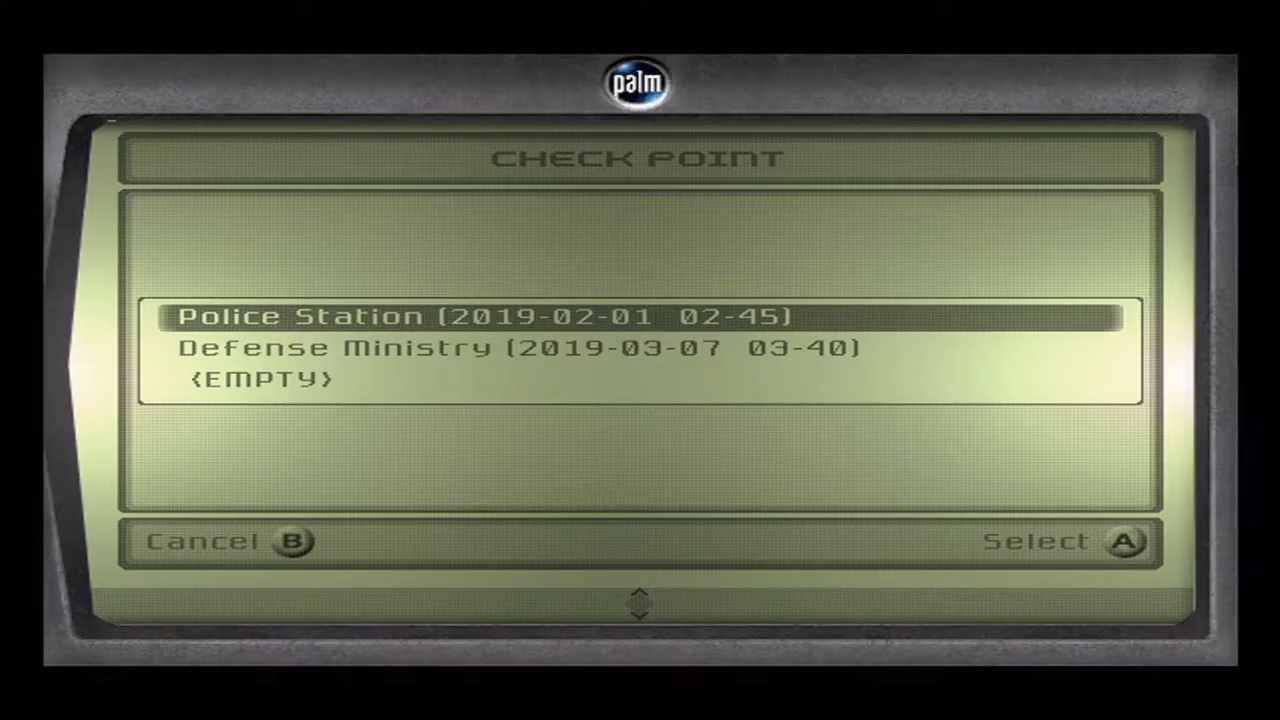 palm
CHECK POINT
Police Station (2019-02-01 02-45)
Defense Ministry (2019-03-07 03-40)
<EMPTY>
Cancel B
Select A